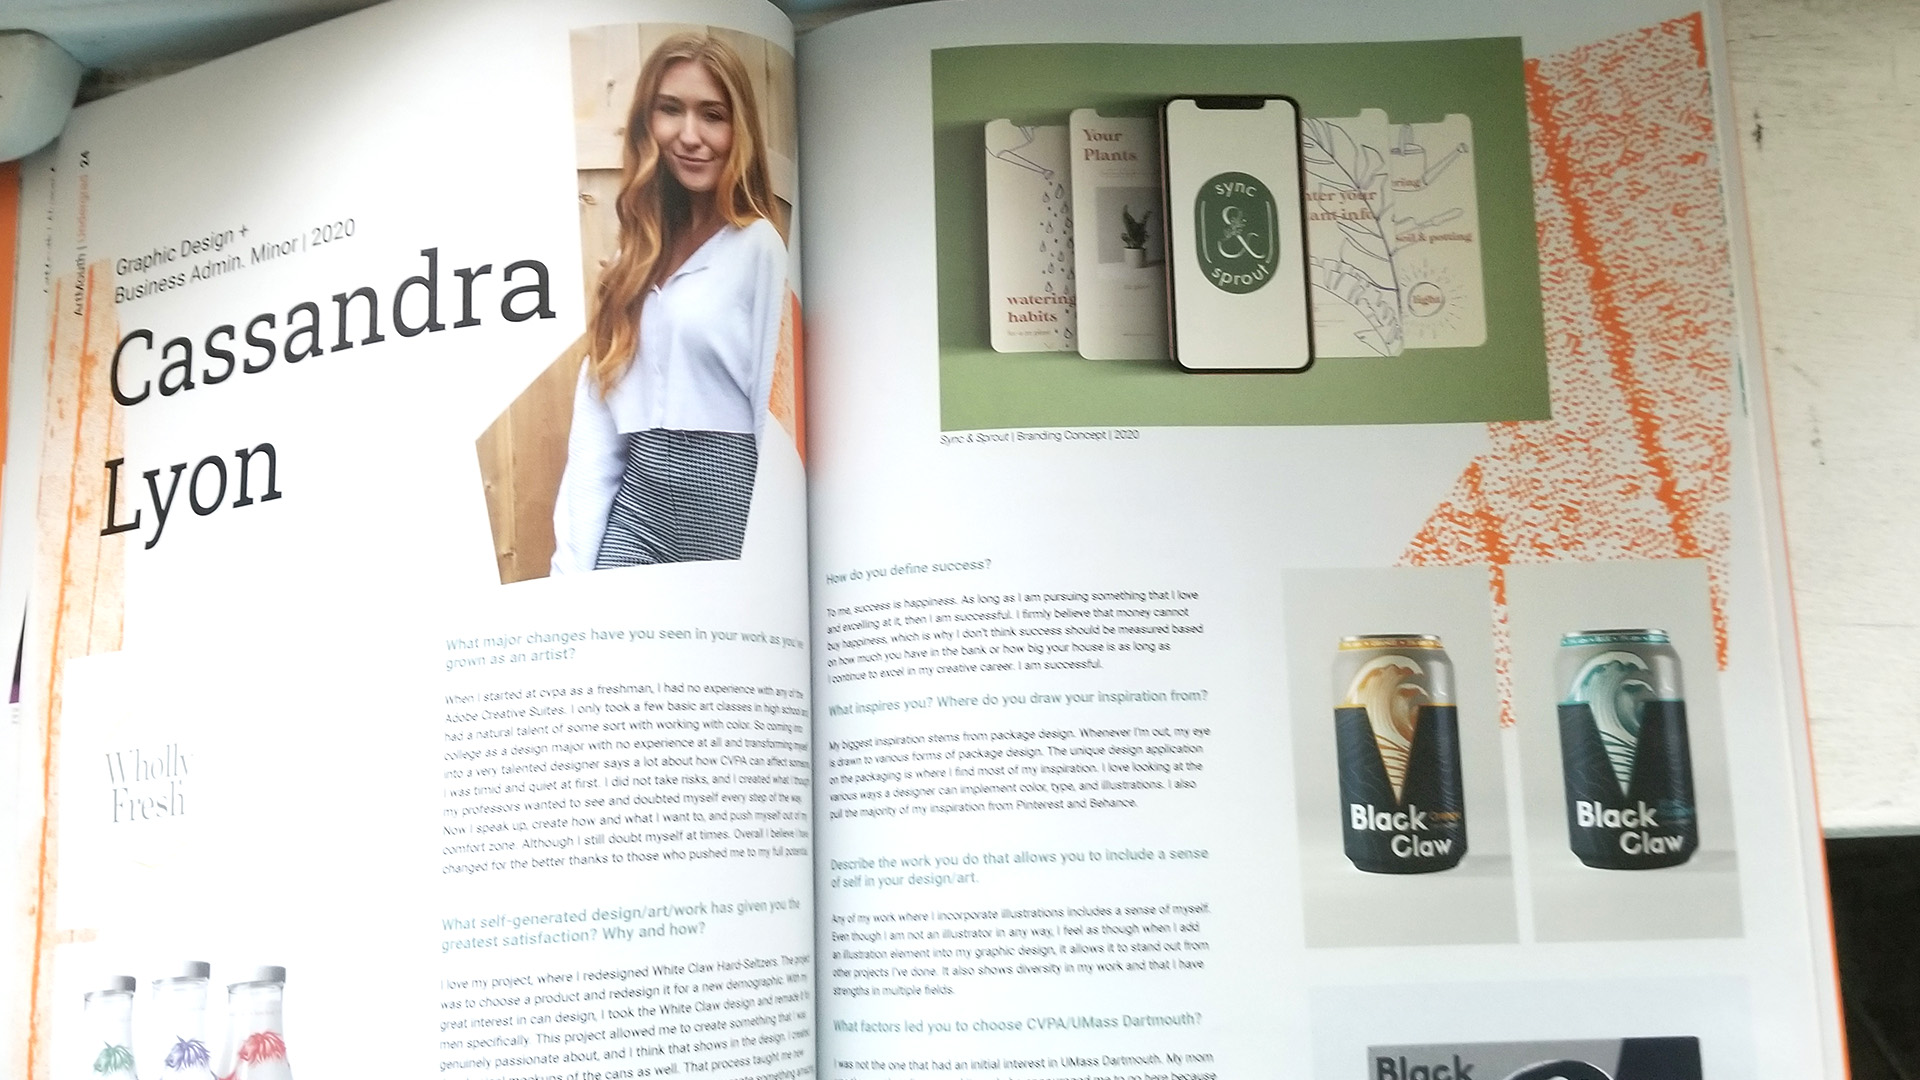 24
ArtMouth | Undergrad
Graphic Design +
Business Admin. Minor | 2020
Cassandra
Lyon
Wholly
Fresh
What major changes have you seen in your work as you've
grown as an artist?
When I started at cvpa as a freshman, I had no experience with any of the
Adobe Creative Suites. I only took a few basic art classes in high school and
had a natural talent of some sort with working with color. So coming into
college as a design major with no experience at all and transforming myself
into a very talented designer says a lot about how CVPA can affect someone.
I was timid and quiet at first. I did not take risks, and I created what I thought
my professors wanted to see and doubted myself every step of the way.
Now I speak up, create how and what I want to, and push myself out of my
comfort zone. Although I still doubt myself at times. Overall I believe I have
changed for the better thanks to those who pushed me to my full potential.
What self-generated design/art/work has given you the
greatest satisfaction? Why and how?
I love my project, where I redesigned White Claw Hard-Seltzers. The project
was to choose a product and redesign it for a new demographic. With my
great interest in can design, I took the White Claw design and remade it for
men specifically. This project allowed me to create something that I was
genuinely passionate about, and I think that shows in the design. I created
mockups of the cans as well. That process taught me how
create something
Your
Plants
watering
habits
sync
&
sprout
your
plant info
soil & potting
light
Sync & Sprout | Branding Concept | 2020
How do you define success?
To me, success is happiness. As long as I am pursuing something that I love
and excelling at it, then I am successful. I firmly believe that money cannot
buy happiness, which is why I don't think success should be measured based
on how much you have in the bank or how big your house is as long as
I continue to excel in my creative career. I am successful.
What inspires you? Where do you draw your inspiration from?
My biggest inspiration stems from package design. Whenever I'm out, my eye
is drawn to various forms of package design. The unique design application
on the packaging is where I find most of my inspiration. I love looking at the
various ways a designer can implement color, type, and illustrations. I also
pull the majority of my inspiration from Pinterest and Behance.
Describe the work you do that allows you to include a sense
of self in your design/art.
Any of my work where I incorporate illustrations includes a sense of myself.
Even though I am not an illustrator in any way, I feel as though when I add
an illustration element into my graphic design, it allows it to stand out from
other projects I've done. It also shows diversity in my work and that I have
strengths in multiple fields.
What factors led you to choose CVPA/UMass Dartmouth?
I was not the one that had an initial interest in UMass Dartmouth. My mom
me to go here because
Black
Claw
Black
Claw
Black